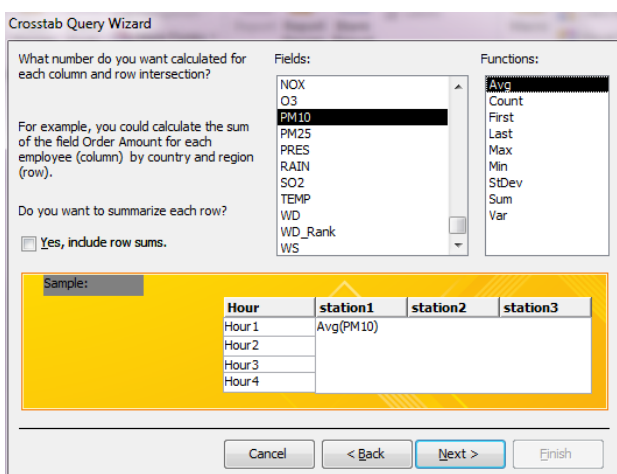 Crosstab Query Wizard
What number do you want calculated for
each column and row intersection?
For example, you could calculate the sum
of the field Order Amount for each
employee (column) by country and region
(row).
Do you want to summarize each row?
Yes, include row sums.
Fields:
NOX
O3
PM10
PM25
PRES
RAIN
SO2
TEMP
WD
WD_Rank
WS
Functions:
Avg
Count
First
Last
Max
Min
StDev
Sum
Var
Sample:
Hour station1 station2 station3
Hour1 Avg(PM10)
Hour2
Hour3
Hour4
Cancel < Back Next > Finish